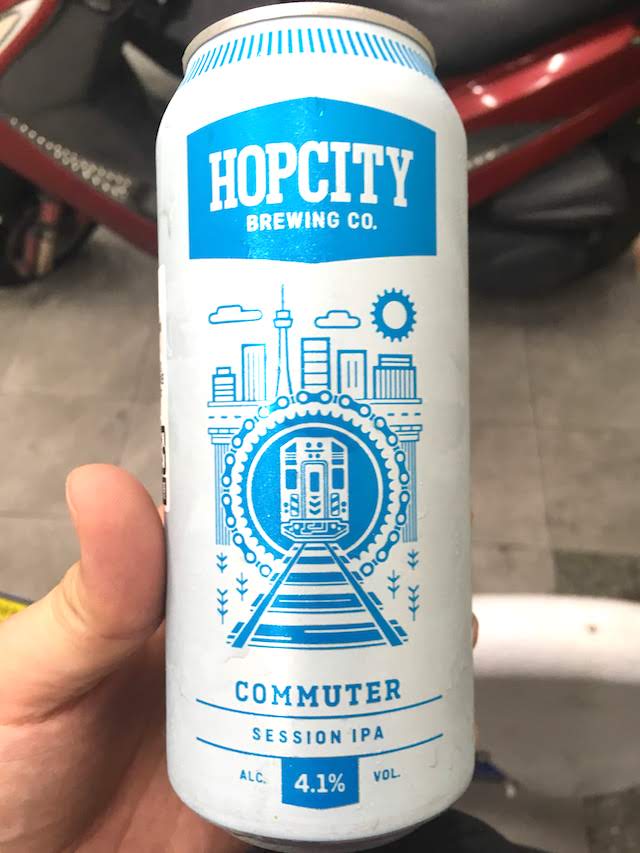 HOPCITY
BREWING CO.
COMMUTER
SESSION IPA
ALC. 4.1% VOL.